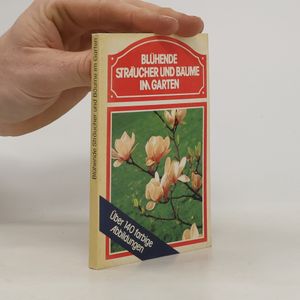 BLÜHENDE
STRÄUCHER UND BÄUME
IM GARTEN
Über 140 farbige
Abbildungen
Blühende Sträucher und Bäume im Garten